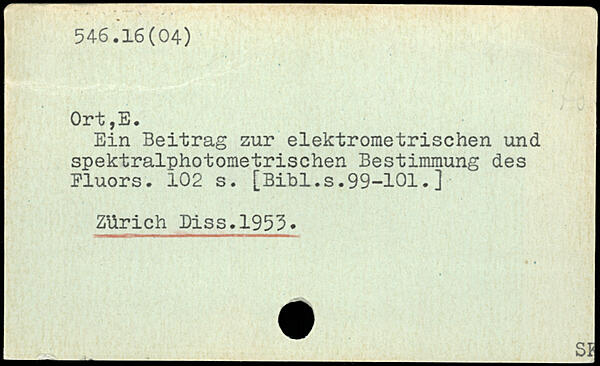 546.16(04)
Ort,E.
Ein Beitrag zur elektrometrischen und
spektralphotometrischen Bestimmung des
Fluors. 102 s. [Bibl.s.99-101.]
Zürich Diss.1953.
SK